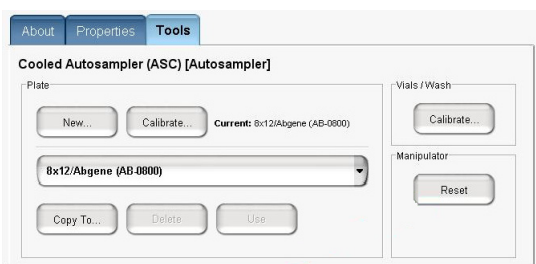 About Properties Tools
Cooled Autosampler (ASC) [Autosampler]
Plate
New... Calibrate... Current: 8x12/Abgene (AB-0800)
8x12/Abgene (AB-0800)
Copy To... Delete Use
Vials / Wash
Calibrate...
Manipulator
Reset